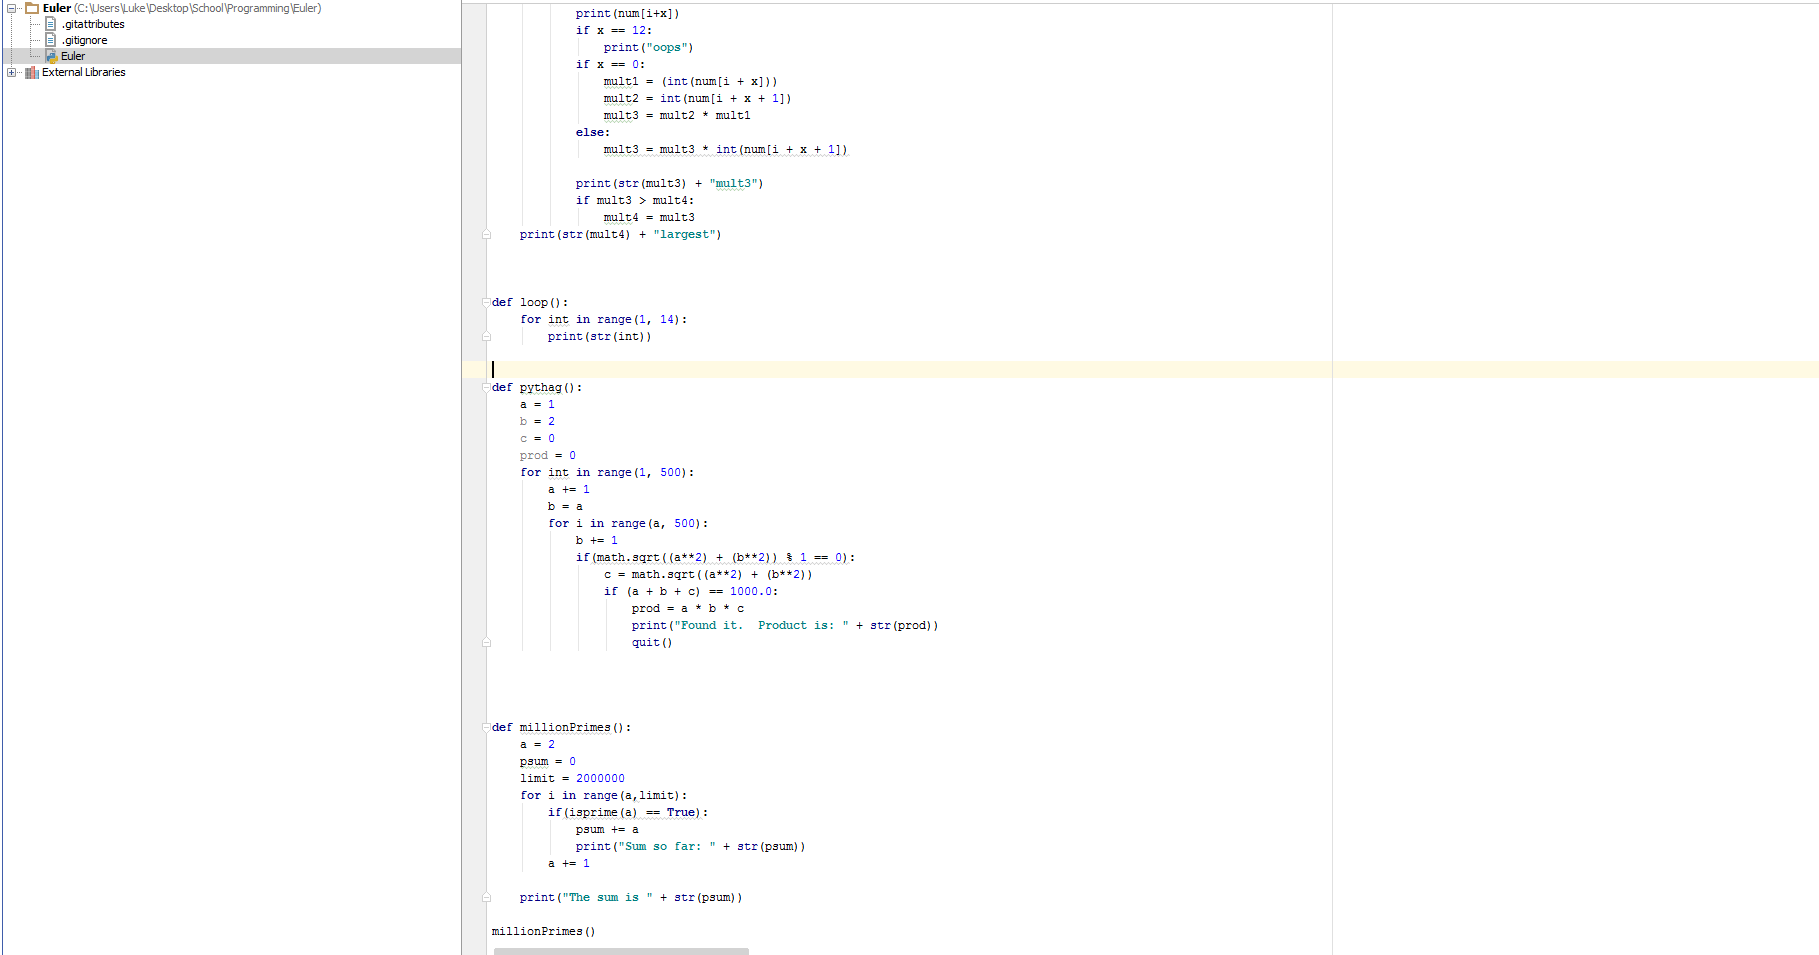 Euler (C:\Users\Luke\Desktop\School\Programming\Euler)
.gitattributes
.gitignore
Euler
External Libraries
print(num[i+x])
if x == 12:
print("oops")
if x == 0:
mult1 = (int(num[i + x]))
mult2 = int(num[i + x + 1])
mult3 = mult2 * mult1
else:
mult3 = mult3 * int(num[i + x + 1])
print(str(mult3) + "mult3")
if mult3 > mult4:
mult4 = mult3
print(str(mult4) + "largest")
def loop():
for int in range(1, 14):
print(str(int))
def pythag():
a = 1
b = 2
c = 0
prod = 0
for int in range(1, 500):
a += 1
b = a
for i in range(a, 500):
b += 1
if(math.sqrt((a**2) + (b**2)) % 1 == 0):
c = math.sqrt((a**2) + (b**2))
if (a + b + c) == 1000.0:
prod = a * b * c
print("Found it.  Product is: " + str(prod))
quit()
def millionPrimes():
a = 2
psum = 0
limit = 2000000
for i in range(a,limit):
if(isprime(a) == True):
psum += a
print("Sum so far: " + str(psum))
a += 1
print("The sum is " + str(psum))
millionPrimes()